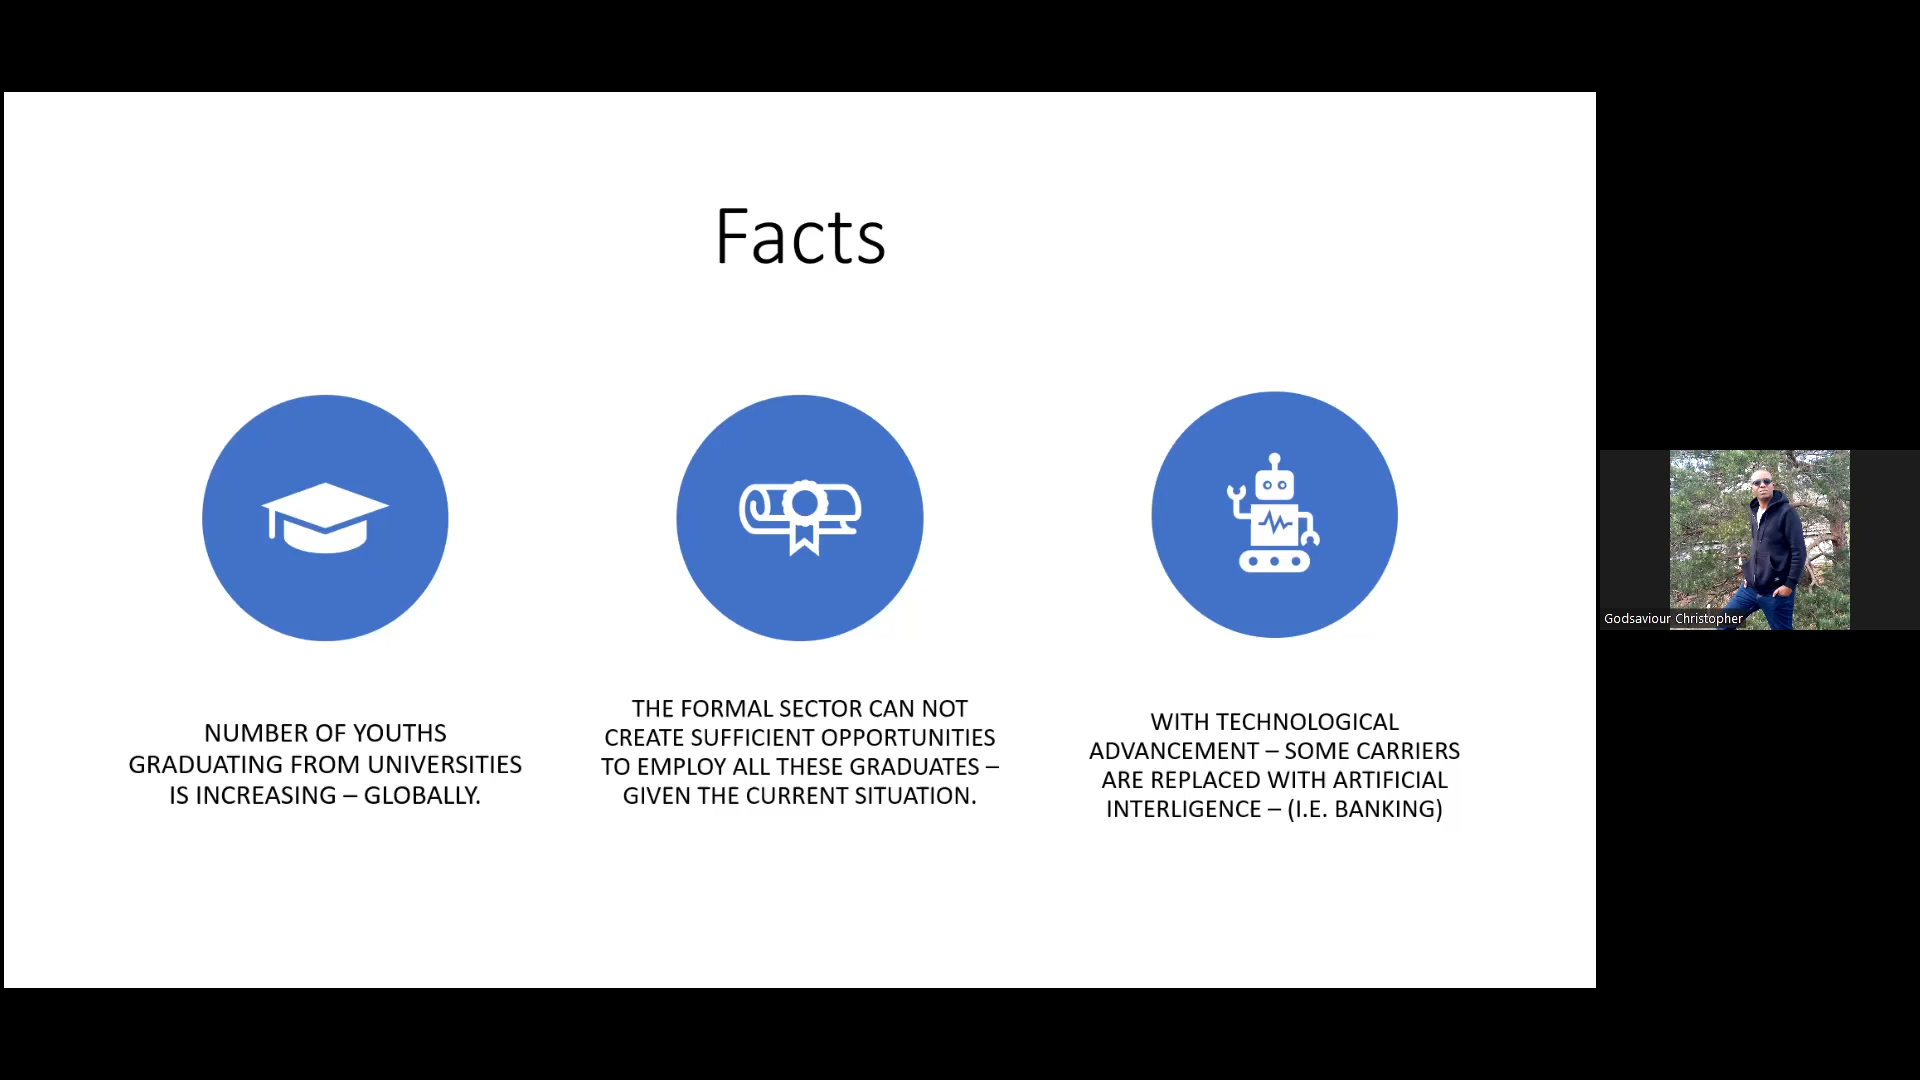 Facts
NUMBER OF YOUTHS
GRADUATING FROM UNIVERSITIES
IS INCREASING – GLOBALLY.
THE FORMAL SECTOR CAN NOT
CREATE SUFFICIENT OPPORTUNITIES
TO EMPLOY ALL THESE GRADUATES –
GIVEN THE CURRENT SITUATION.
WITH TECHNOLOGICAL
ADVANCEMENT – SOME CARRIERS
ARE REPLACED WITH ARTIFICIAL
INTERLIGENCE – (I.E. BANKING)
Godsaviour Christopher